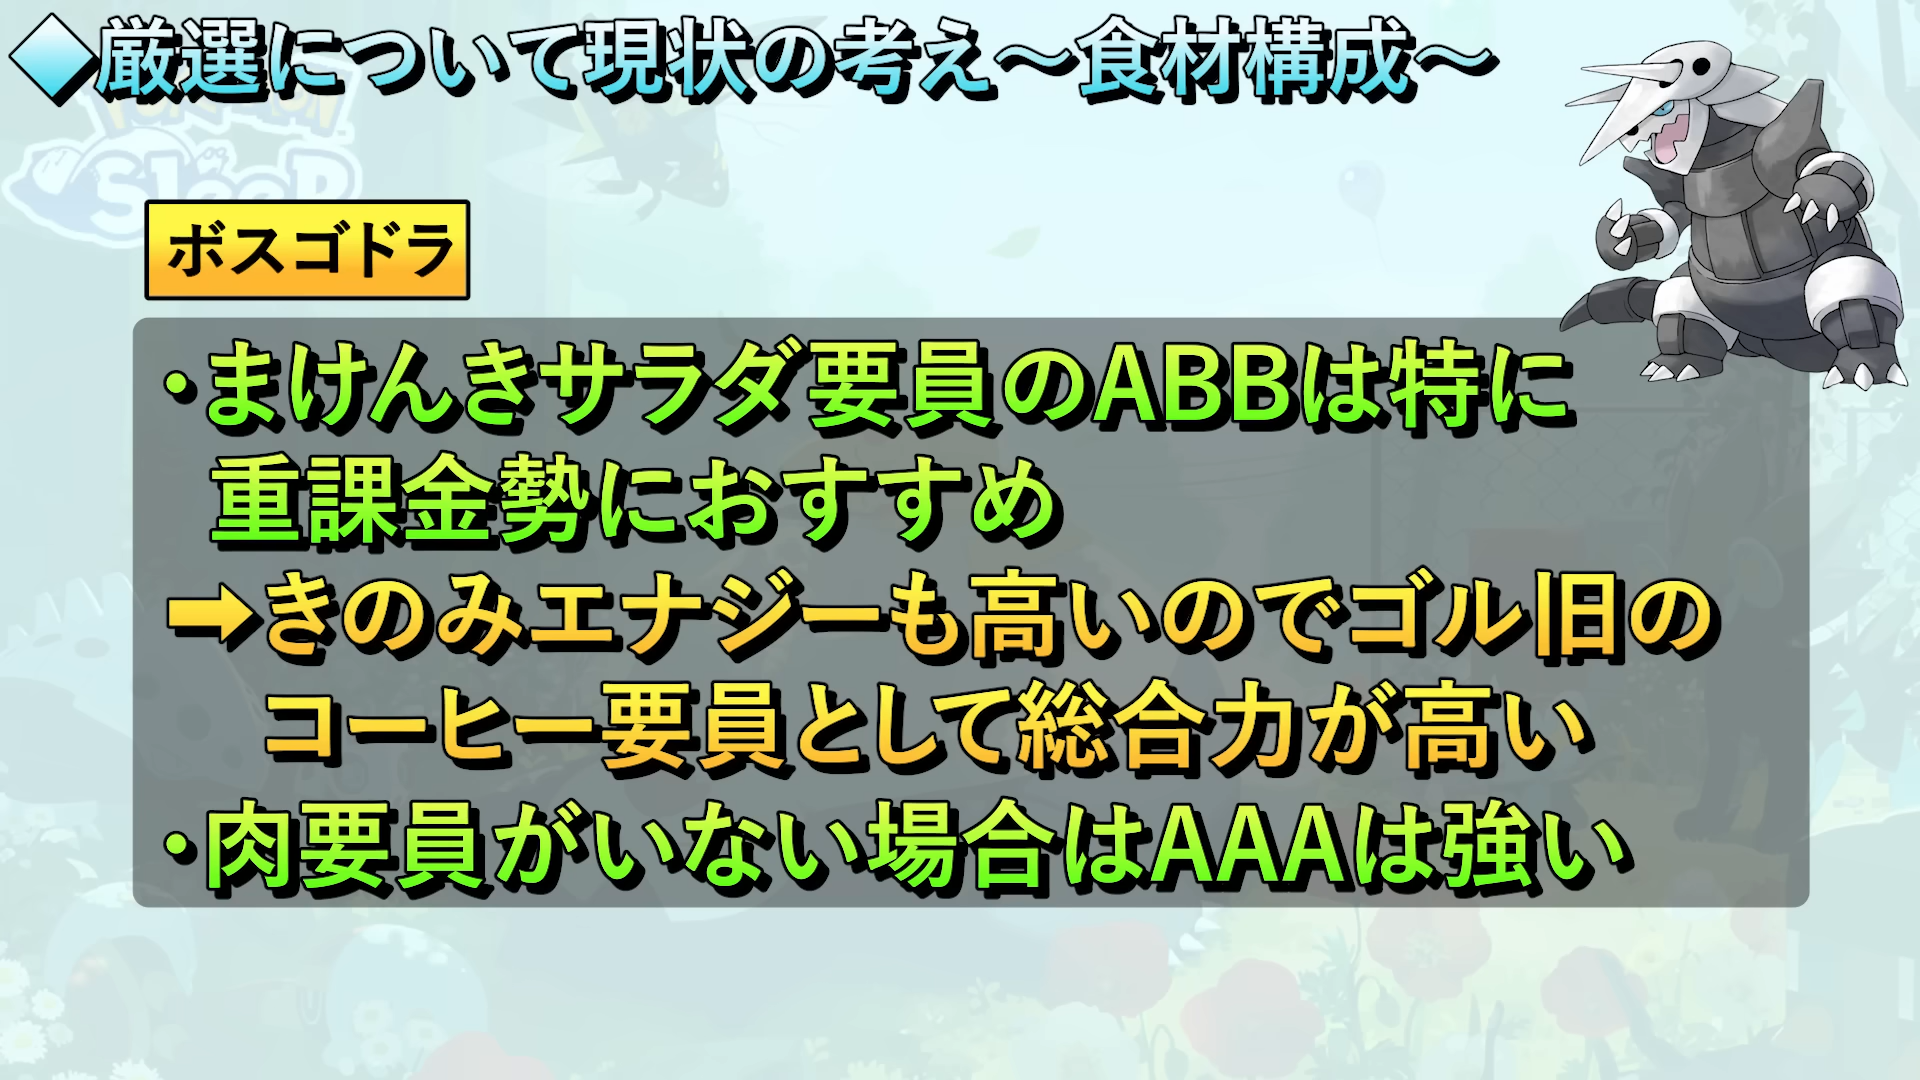 ◆厳選について現状の考え～食材構成～
Sleep
ボスゴドラ
・まけんきサラダ要員のABBは特に
重課金勢におすすめ
➡きのみエナジーも高いのでゴル旧の
コーヒー要員として総合力が高い
・肉要員がいない場合はAAAは強い